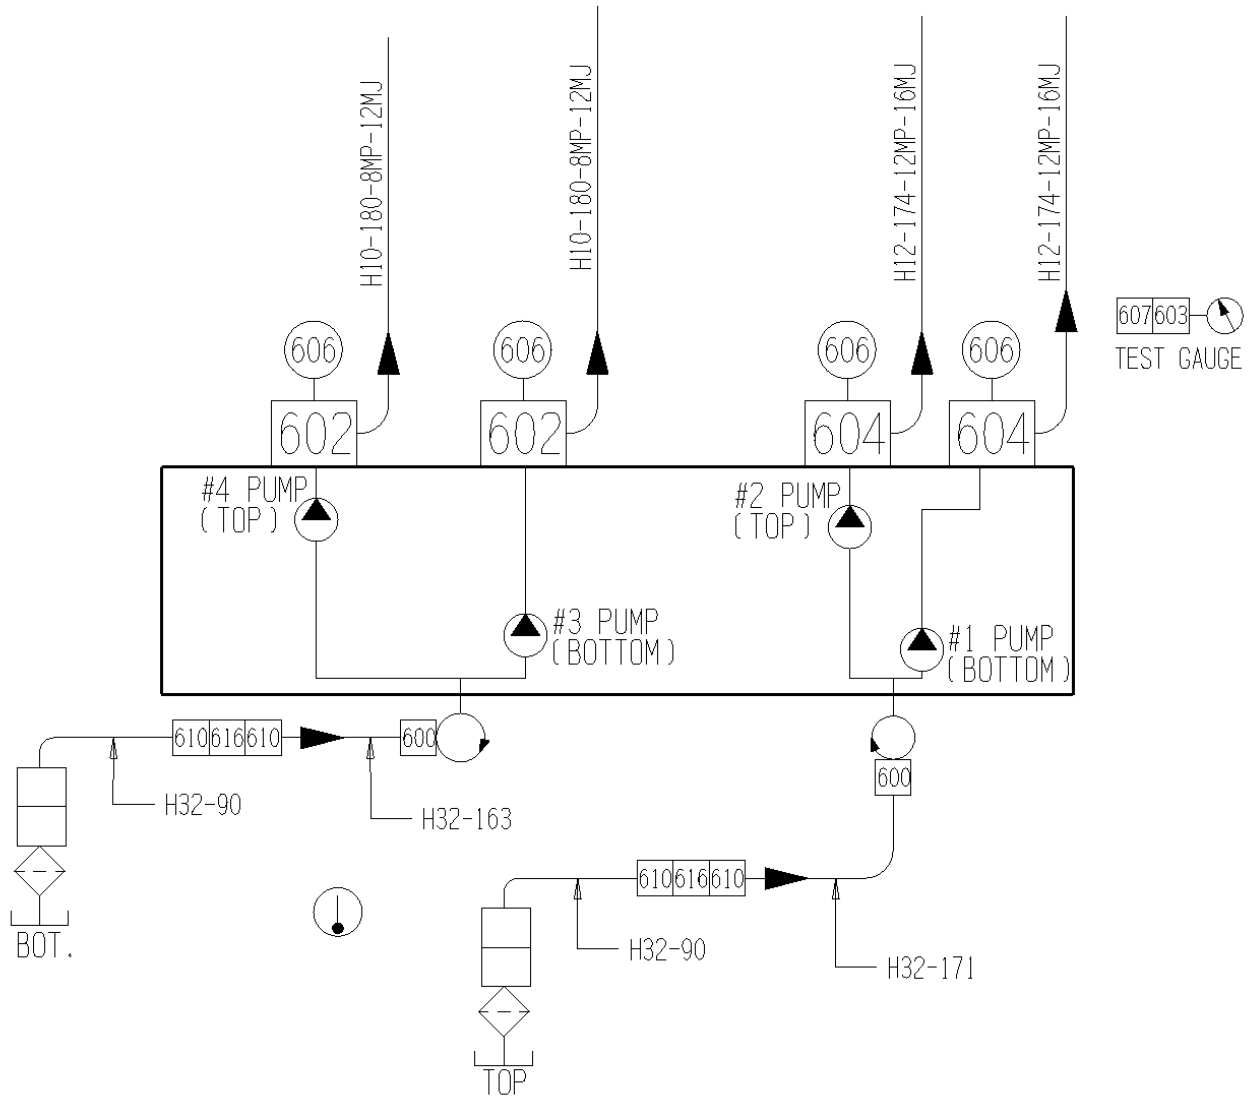 H10-180-8MP-12MJ
H10-180-8MP-12MJ
H12-174-12MP-16MJ
H12-174-12MP-16MJ
606
606
606
606
607 603
TEST GAUGE
602
602
604
604
#4 PUMP
(TOP)
#2 PUMP
(TOP)
#3 PUMP
(BOTTOM)
#1 PUMP
(BOTTOM)
610 616 610
600
600
H32-90
H32-163
610 616 610
BOT.
H32-90
H32-171
TOP